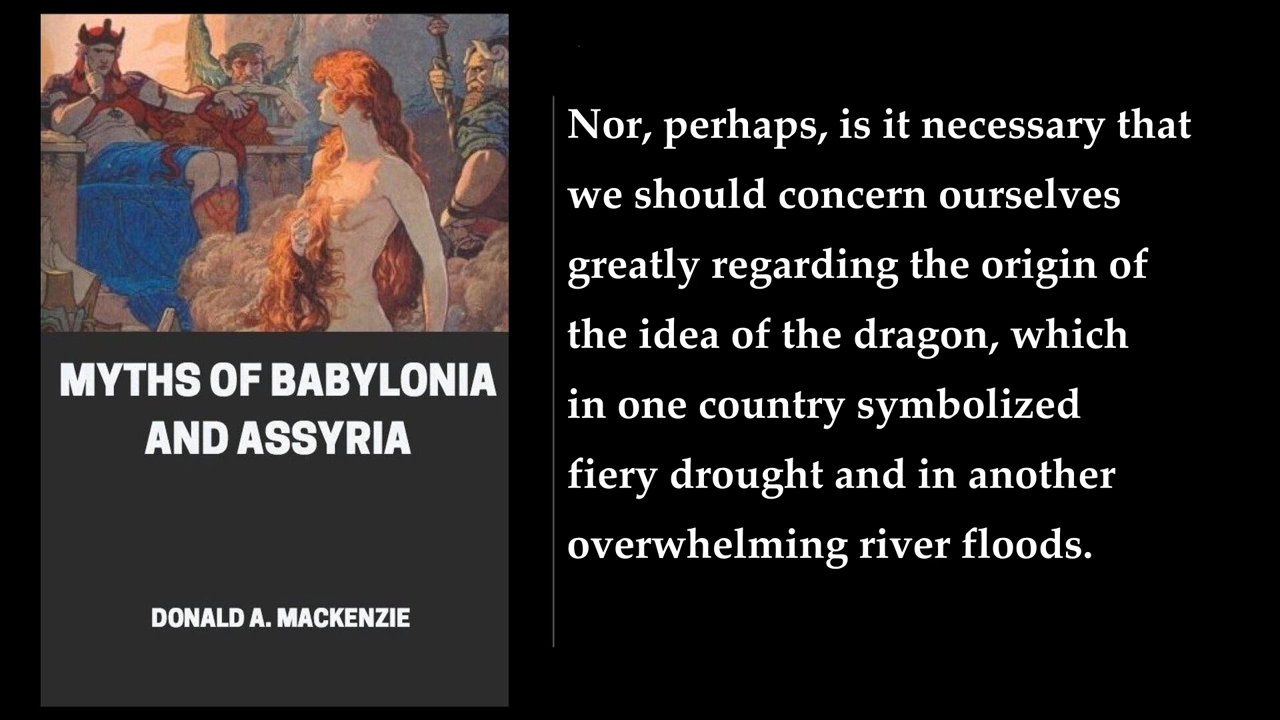 MYTHS OF BABYLONIA
AND ASSYRIA
DONALD A. MACKENZIE
Nor, perhaps, is it necessary that
we should concern ourselves
greatly regarding the origin of
the idea of the dragon, which
in one country symbolized
fiery drought and in another
overwhelming river floods.